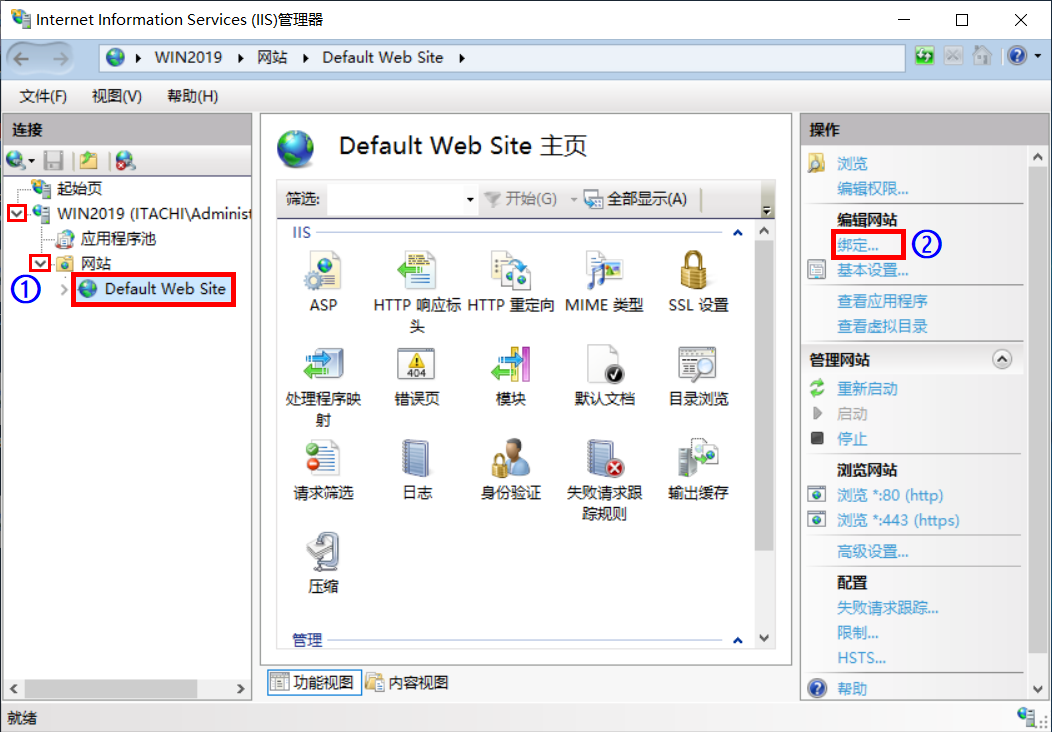 Internet Information Services (IIS)管理器
WIN2019 网站 Default Web Site
文件(F) 视图(V) 帮助(H)
连接
起始页
WIN2019 (ITACHI\Administ
应用程序池
网站
① Default Web Site
Default Web Site 主页
筛选: 开始(G) 全部显示(A)
IIS
ASP
HTTP 响应标
头
HTTP 重定向
MIME 类型
SSL 设置
处理程序映
射
404
错误页
模块
默认文档
目录浏览
请求筛选
日志
身份验证
失败请求跟
踪规则
输出缓存
压缩
管理
功能视图 内容视图
操作
浏览
编辑权限...
编辑网站
绑定... ②
基本设置...
查看应用程序
查看虚拟目录
管理网站
重新启动
启动
停止
浏览网站
浏览 *:80 (http)
浏览 *:443 (https)
高级设置...
配置
失败请求跟踪...
限制...
HSTS...
帮助
就绪